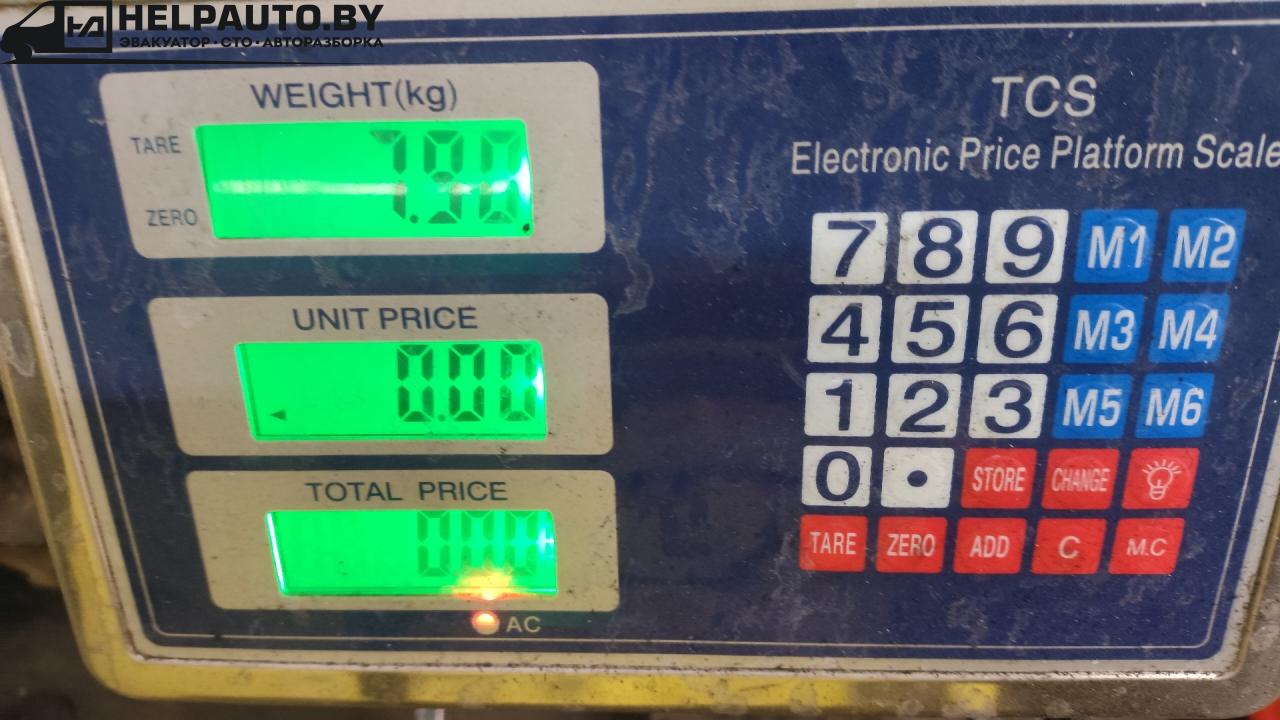 HELPAUTO.BY
ЭВАКУАТОР · СТО · АВТОРАЗБОРКА
WEIGHT(kg)
TARE
7.90
ZERO
UNIT PRICE
0.00
TOTAL PRICE
0.00
AC
TCS
Electronic Price Platform Scale
7 8 9 M1 M2
4 5 6 M3 M4
1 2 3 M5 M6
0 • STORE CHANGE
TARE ZERO ADD C M.C